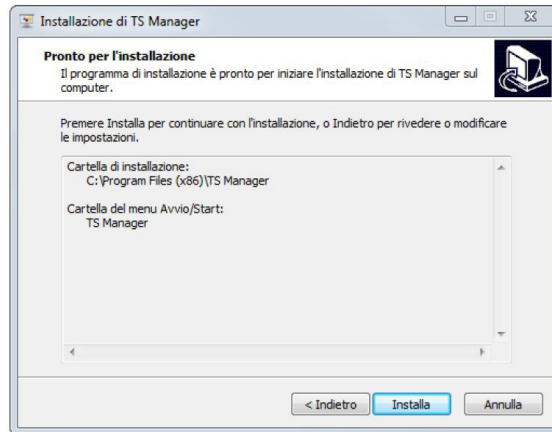 Installazione di TS Manager
Pronto per l'installazione
Il programma di installazione è pronto per iniziare l'installazione di TS Manager sul
computer.
Premere Installa per continuare con l'installazione, o Indietro per rivedere o modificare
le impostazioni.
Cartella di installazione:
C:\Program Files (x86)\TS Manager
Cartella del menu Avvio/Start:
TS Manager
< Indietro
Installa
Annulla